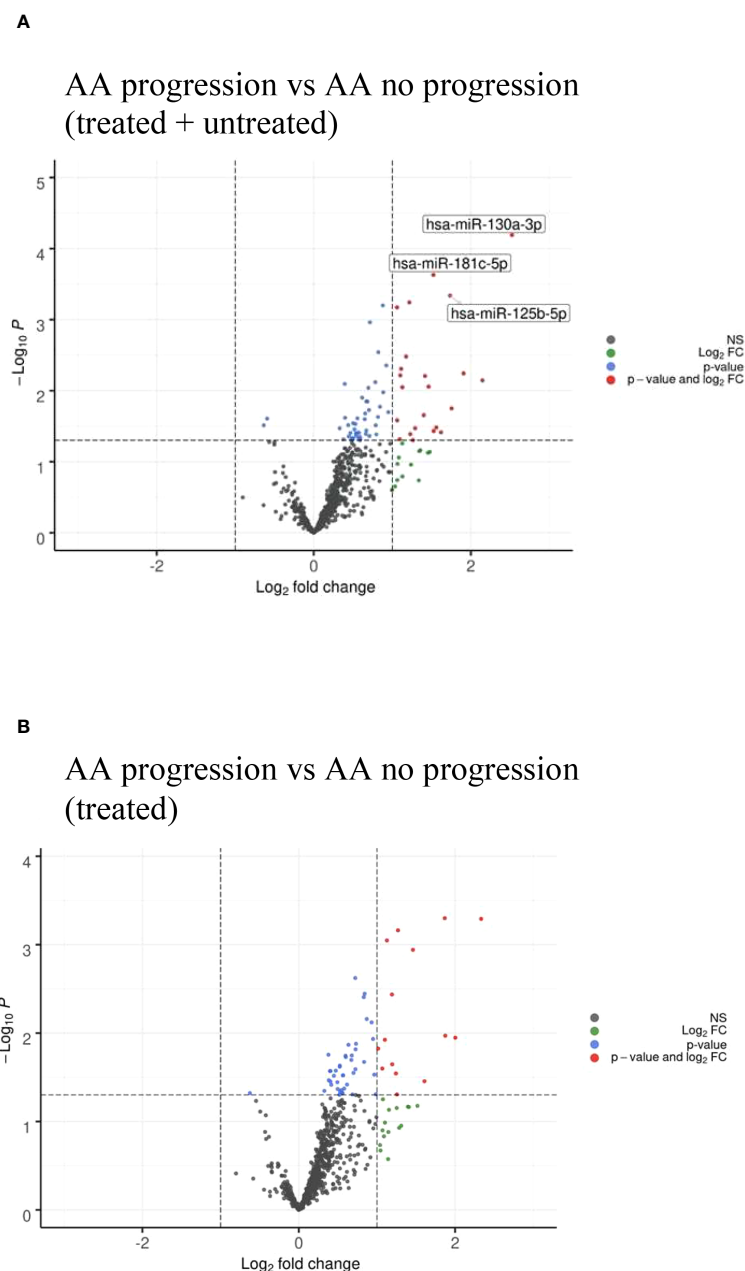 A
AA progression vs AA no progression
(treated + untreated)
5
4
3
2
1
0
− Log10 P
hsa-miR-130a-3p
hsa-miR-181c-5p
hsa-miR-125b-5p
NS
Log2 FC
p-value
p – value and log2 FC
-2
0
2
Log2 fold change
B
AA progression vs AA no progression
(treated)
4
3
2
1
0
− Log10 P
NS
Log2 FC
p-value
p – value and log2 FC
-2
0
2
Log2 fold change